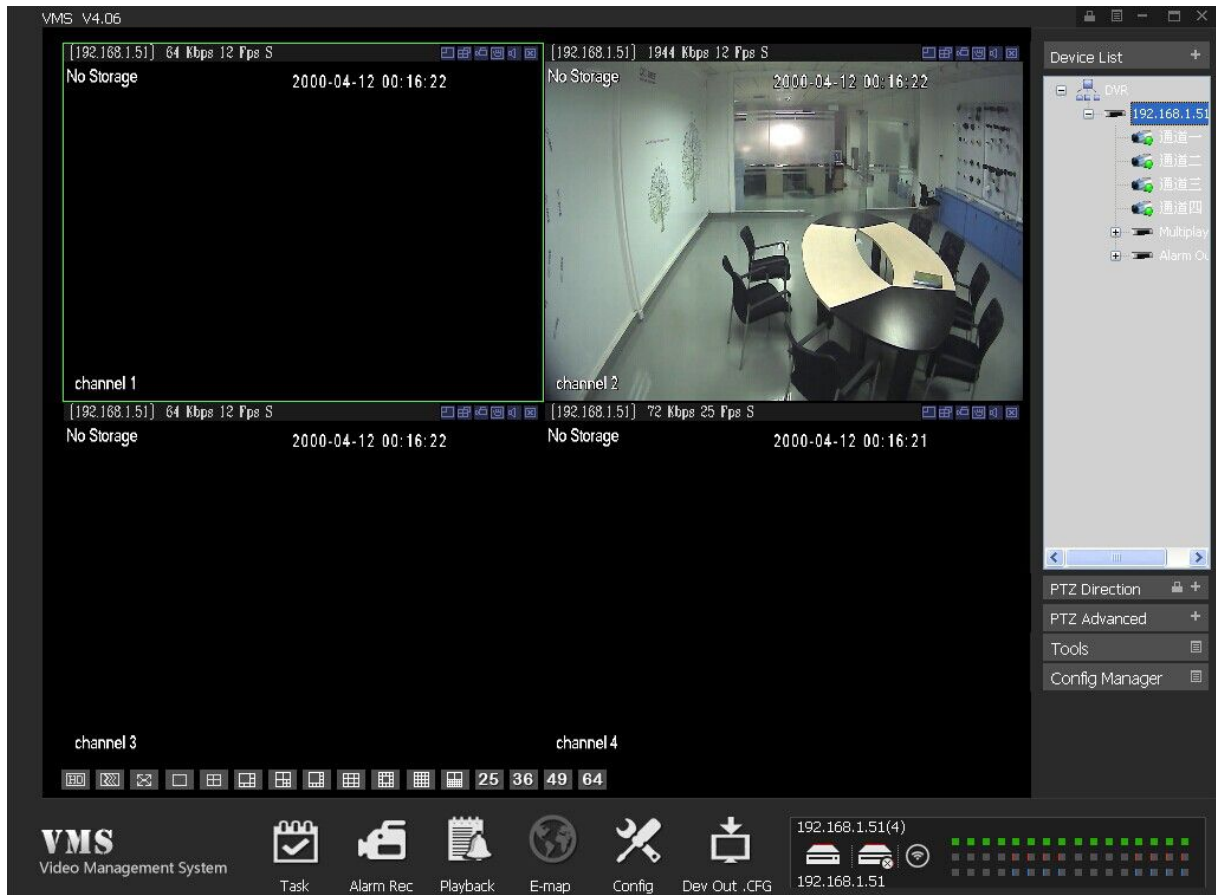 VMS V4.06
[192.168.1.51] 64 Kbps 12 Fps S
No Storage
2000-04-12 00:16:22
channel 1
[192.168.1.51] 1944 Kbps 12 Fps S
No Storage
2000-04-12 00:16:22
channel 2
[192.168.1.51] 64 Kbps 12 Fps S
No Storage
2000-04-12 00:16:22
channel 3
[192.168.1.51] 72 Kbps 25 Fps S
No Storage
2000-04-12 00:16:21
channel 4
HD
25 36 49 64
Device List
DVR
192.168.1.51
通道一
通道二
通道三
通道四
Multiplay
Alarm Ou
PTZ Direction
PTZ Advanced
Tools
Config Manager
VMS
Video Management System
Task
Alarm Rec
Playback
E-map
Config
Dev Out .CFG
192.168.1.51(4)
192.168.1.51